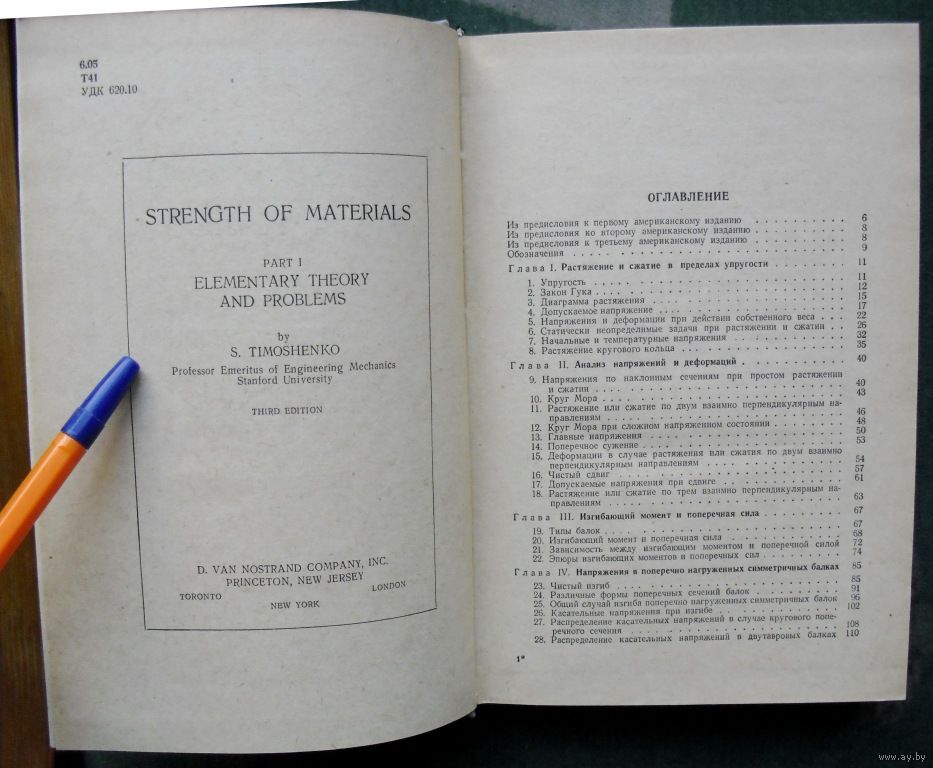 6.05
Т41
УДК 620.10
STRENGTH OF MATERIALS
PART I
ELEMENTARY THEORY
AND PROBLEMS
by
S. TIMOSHENKO
Professor Emeritus of Engineering Mechanics
Stanford University
THIRD EDITION
D. VAN NOSTRAND COMPANY, INC.
PRINCETON, NEW JERSEY
TORONTO LONDON
NEW YORK
ОГЛАВЛЕНИЕ
Из предисловия к первому американскому изданию . . . . . . . . . 6
Из предисловия ко второму американскому изданию . . . . . . . . . 8
Из предисловия к третьему американскому изданию . . . . . . . . . 8
Обозначения . . . . . . . . . . . . . . . . . . . . . . . . . . 9
Глава I. Растяжение и сжатие в пределах упругости . . . . . . . 11
1. Упругость . . . . . . . . . . . . . . . . . . . . . . . . 11
2. Закон Гука . . . . . . . . . . . . . . . . . . . . . . . . 12
3. Диаграмма растяжения . . . . . . . . . . . . . . . . . . . 15
4. Допускаемое напряжение . . . . . . . . . . . . . . . . . . 17
5. Напряжения и деформации при действии собственного веса . . . 22
6. Статически неопределимые задачи при растяжении и сжатии . . 26
7. Начальные и температурные напряжения . . . . . . . . . . . 32
8. Растяжение кругового кольца . . . . . . . . . . . . . . . . 35
Глава II. Анализ напряжений и деформаций . . . . . . . . . . 40
9. Напряжения по наклонным сечениям при простом растяжении
и сжатии . . . . . . . . . . . . . . . . . . . . . . . . 40
10. Круг Мора . . . . . . . . . . . . . . . . . . . . . . . . 43
11. Растяжение или сжатие по двум взаимно перпендикулярным на-
правлениям . . . . . . . . . . . . . . . . . . . . . . . 46
12. Круг Мора при сложном напряженном состоянии . . . . . . . 48
13. Главные напряжения . . . . . . . . . . . . . . . . . . . . 50
14. Поперечное сужение . . . . . . . . . . . . . . . . . . . . 53
15. Деформации в случае растяжения или сжатия по двум взаимно
перпендикулярным направлениям . . . . . . . . . . . . . . 54
16. Чистый сдвиг . . . . . . . . . . . . . . . . . . . . . . . 57
17. Допускаемые напряжения при сдвиге . . . . . . . . . . . . 61
18. Растяжение или сжатие по трем взаимно перпендикулярным на-
правлениям . . . . . . . . . . . . . . . . . . . . . . . 63
Глава III. Изгибающий момент и поперечная сила . . . . . . . 67
19. Типы балок . . . . . . . . . . . . . . . . . . . . . . . . 67
20. Изгибающий момент и поперечная сила . . . . . . . . . . . 68
21. Зависимость между изгибающим моментом и поперечной силой 72
22. Эпюры изгибающих моментов и поперечных сил . . . . . . . 74
Глава IV. Напряжения в поперечно нагруженных симметричных балках 85
23. Чистый изгиб . . . . . . . . . . . . . . . . . . . . . . . 85
24. Различные формы поперечных сечений балок . . . . . . . . 91
25. Общий случай изгиба поперечно нагруженных симметричных балок 96
26. Касательные напряжения при изгибе . . . . . . . . . . . . 102
27. Распределение касательных напряжений в случае кругового попе-
речного сечения . . . . . . . . . . . . . . . . . . . . . 108
28. Распределение касательных напряжений в двутавровых балках 110
1*
www.ay.by